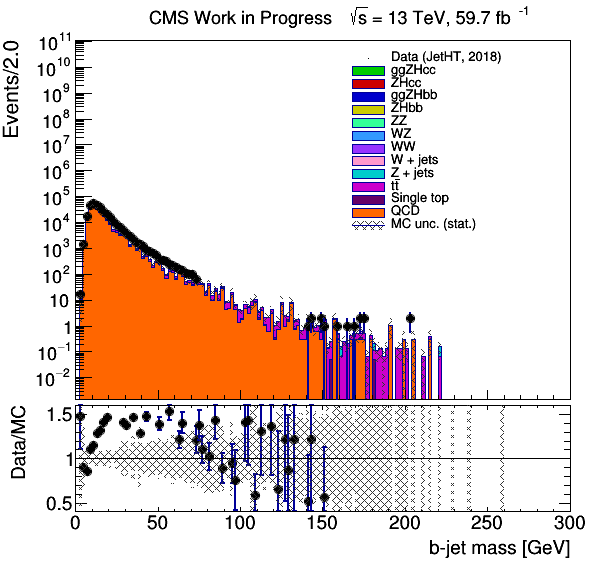 CMS Work in Progress √s = 13 TeV, 59.7 fb⁻¹
Events/2.0
10¹¹
10¹⁰
10⁹
10⁸
10⁷
10⁶
10⁵
10⁴
10³
10²
10
1
10⁻¹
10⁻²
Data (JetHT, 2018)
ggZHcc
ZHcc
ggZHbb
ZHbb
ZZ
WZ
WW
W + jets
Z + jets
tt̄
Single top
QCD
MC unc. (stat.)
Data/MC
1.5
1
0.5
0 50 100 150 200 250 300
b-jet mass [GeV]